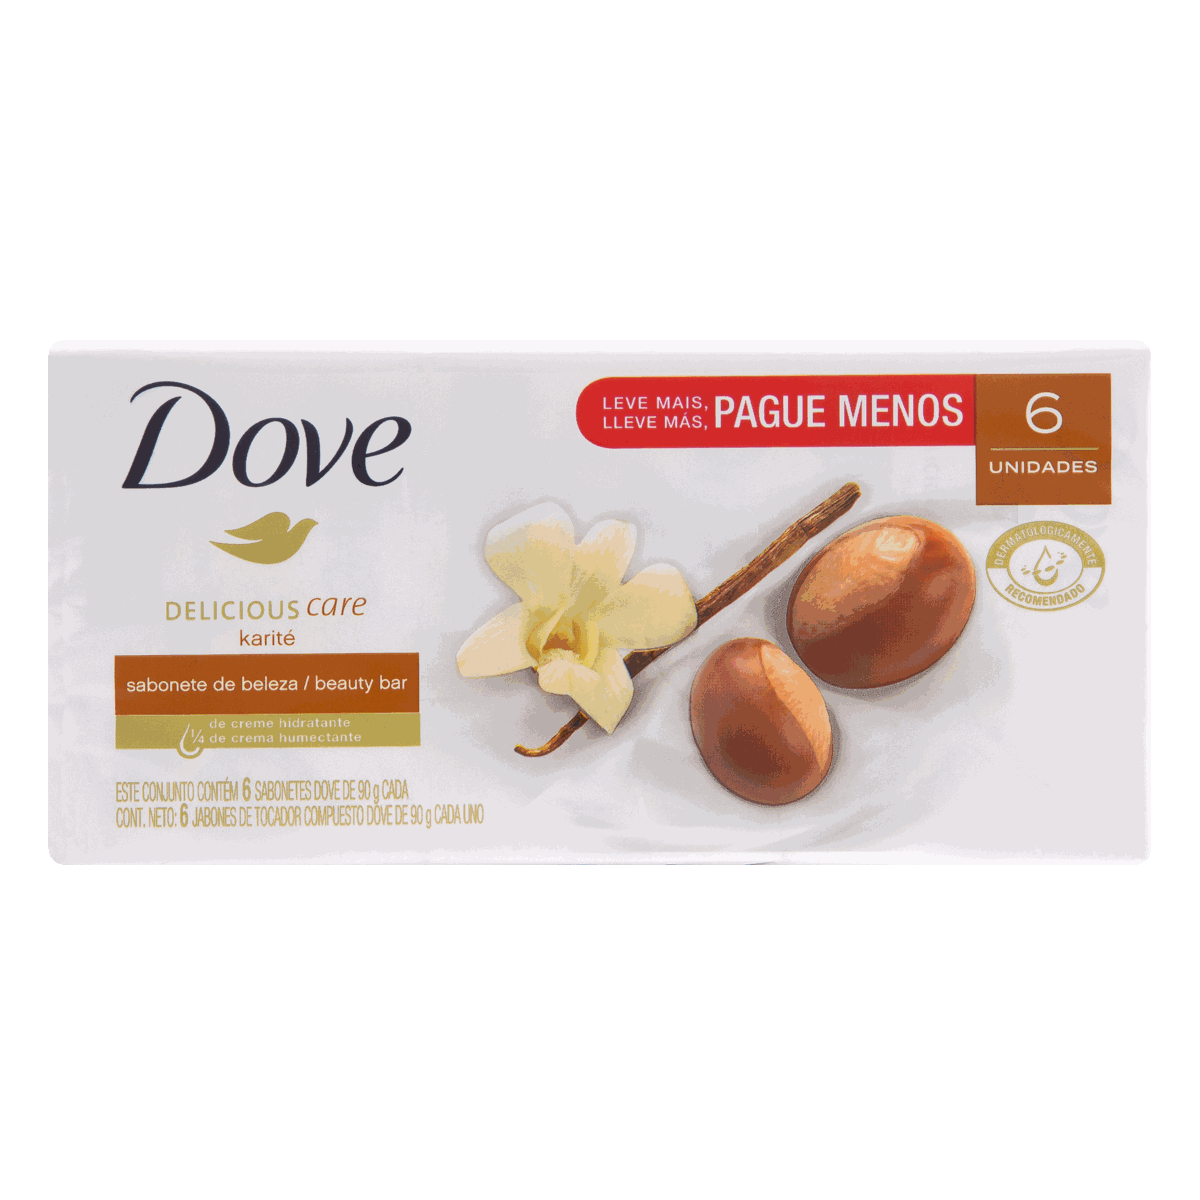 Dove
DELICIOUS care
karité
sabonete de beleza / beauty bar
de creme hidratante
¼ de crema humectante
ESTE CONJUNTO CONTÉM 6 SABONETES DOVE DE 90 g CADA
CONT. NETO: 6 JABONES DE TOCADOR COMPUESTO DOVE DE 90 g CADA UNO
LEVE MAIS,
LLEVE MÁS,
PAGUE MENOS
6
UNIDADES
DERMATOLOGICAMENTE
RECOMENDADO